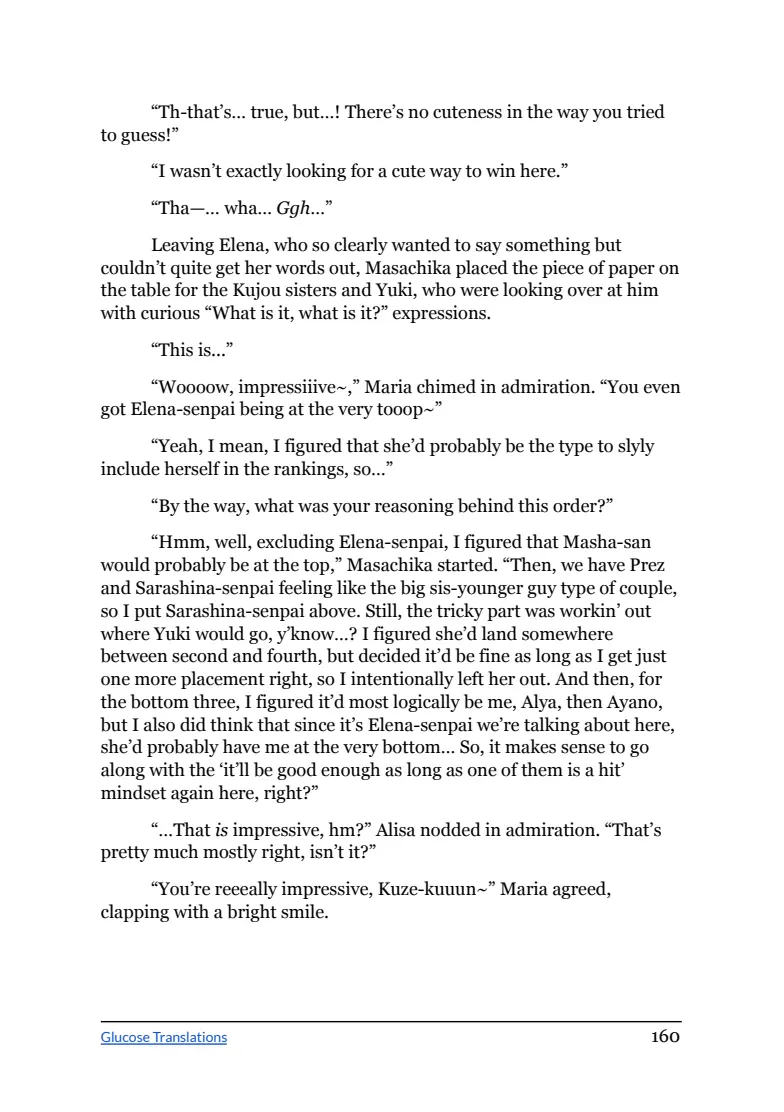 “Th-that’s… true, but…! There’s no cuteness in the way you tried
to guess!”
“I wasn’t exactly looking for a cute way to win here.”
“Tha—… wha… Ggh…”
Leaving Elena, who so clearly wanted to say something but
couldn’t quite get her words out, Masachika placed the piece of paper on
the table for the Kujou sisters and Yuki, who were looking over at him
with curious “What is it, what is it?” expressions.
“This is…”
“Woooow, impressiiive~,” Maria chimed in admiration. “You even
got Elena-senpai being at the very tooop~”
“Yeah, I mean, I figured that she’d probably be the type to slyly
include herself in the rankings, so…”
“By the way, what was your reasoning behind this order?”
“Hmm, well, excluding Elena-senpai, I figured that Masha-san
would probably be at the top,” Masachika started. “Then, we have Prez
and Sarashina-senpai feeling like the big sis-younger guy type of couple,
so I put Sarashina-senpai above. Still, the tricky part was workin’ out
where Yuki would go, y’know…? I figured she’d land somewhere
between second and fourth, but decided it’d be fine as long as I get just
one more placement right, so I intentionally left her out. And then, for
the bottom three, I figured it’d most logically be me, Alya, then Ayano,
but I also did think that since it’s Elena-senpai we’re talking about here,
she’d probably have me at the very bottom… So, it makes sense to go
along with the ‘it’ll be good enough as long as one of them is a hit’
mindset again here, right?”
“…That is impressive, hm?” Alisa nodded in admiration. “That’s
pretty much mostly right, isn’t it?”
“You’re reeeally impressive, Kuze-kuuun~” Maria agreed,
clapping with a bright smile.
Glucose Translations 160